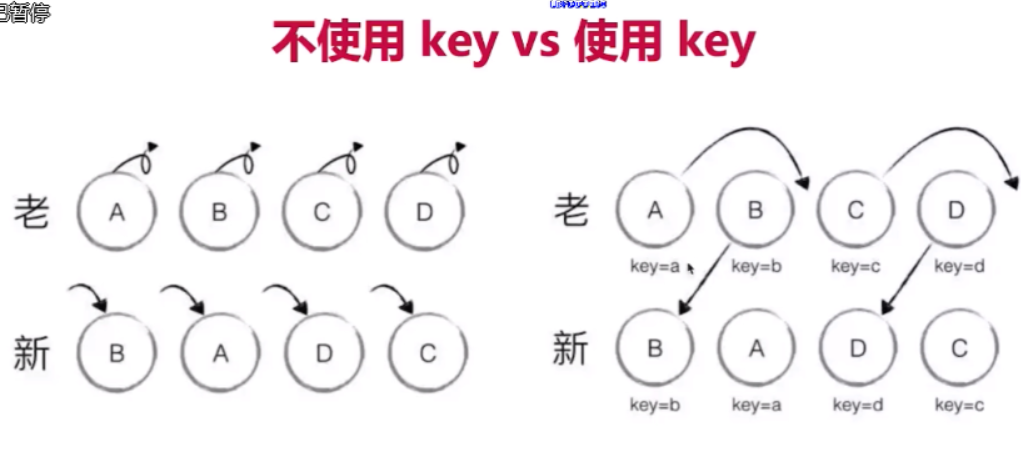 已暂停
不使用 key vs 使用 key
老 A B C D
新 B A D C
老 A B C D
key=a key=b key=c key=d
新 B A D C
key=b key=a key=d key=c